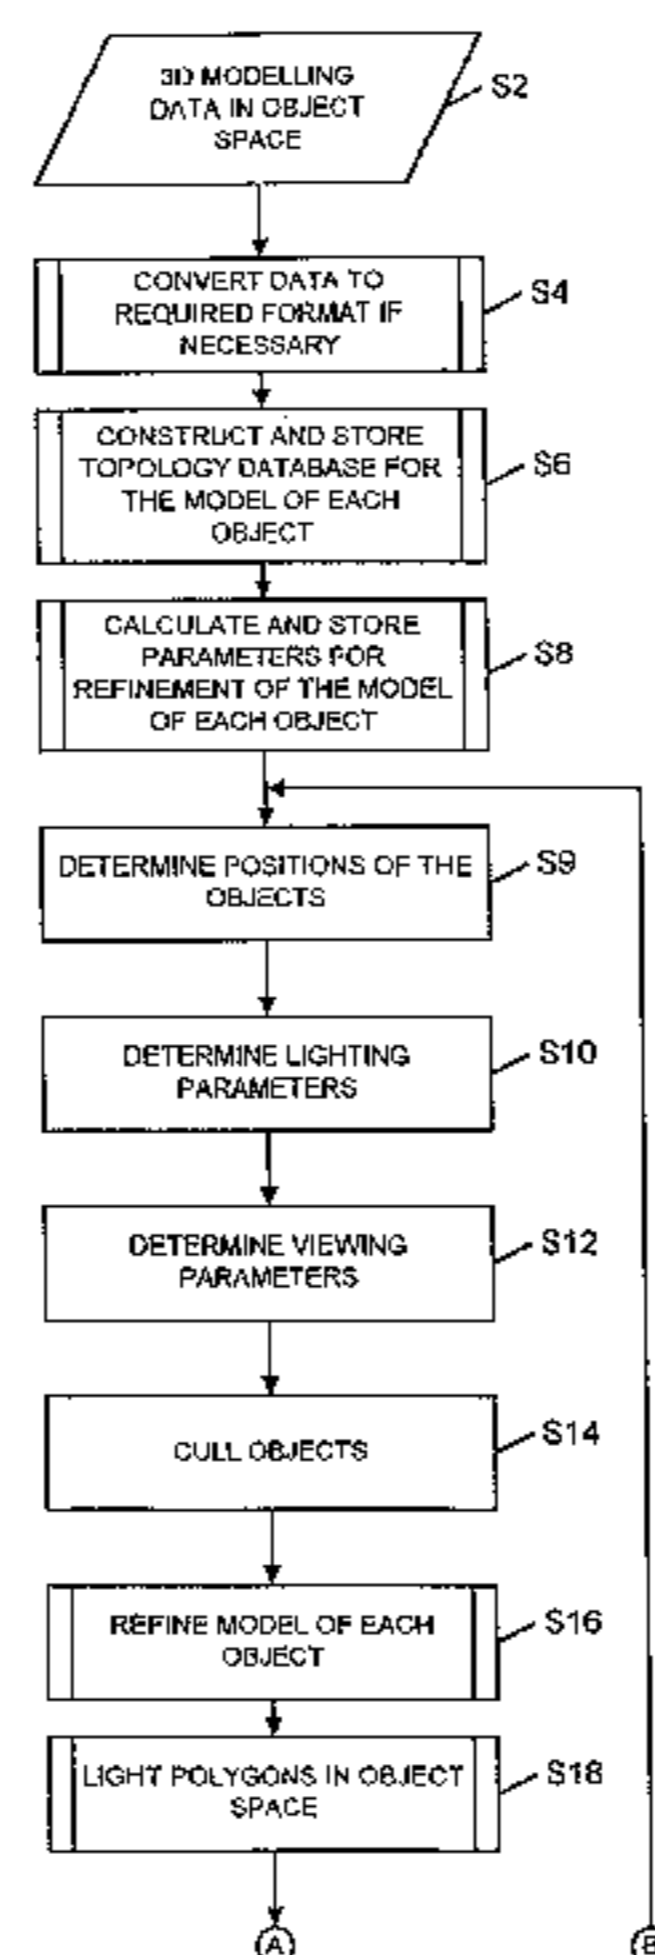 3D MODELLING
DATA IN OBJECT
SPACE
S2
CONVERT DATA TO
REQUIRED FORMAT IF
NECESSARY
S4
CONSTRUCT AND STORE
TOPOLOGY DATABASE FOR
THE MODEL OF EACH
OBJECT
S6
CALCULATE AND STORE
PARAMETERS FOR
REFINEMENT OF THE MODEL
OF EACH OBJECT
S8
DETERMINE POSITIONS OF THE
OBJECTS
S9
DETERMINE LIGHTING
PARAMETERS
S10
DETERMINE VIEWING
PARAMETERS
S12
CULL OBJECTS
S14
REFINE MODEL OF EACH
OBJECT
S16
LIGHT POLYGONS IN OBJECT
SPACE
S18
A
B